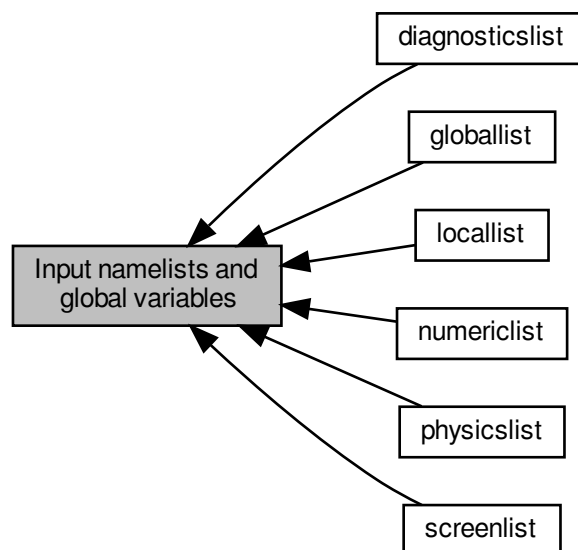 diagnosticslist
globallist
locallist
Input namelists and
global variables
numericlist
physicslist
screenlist